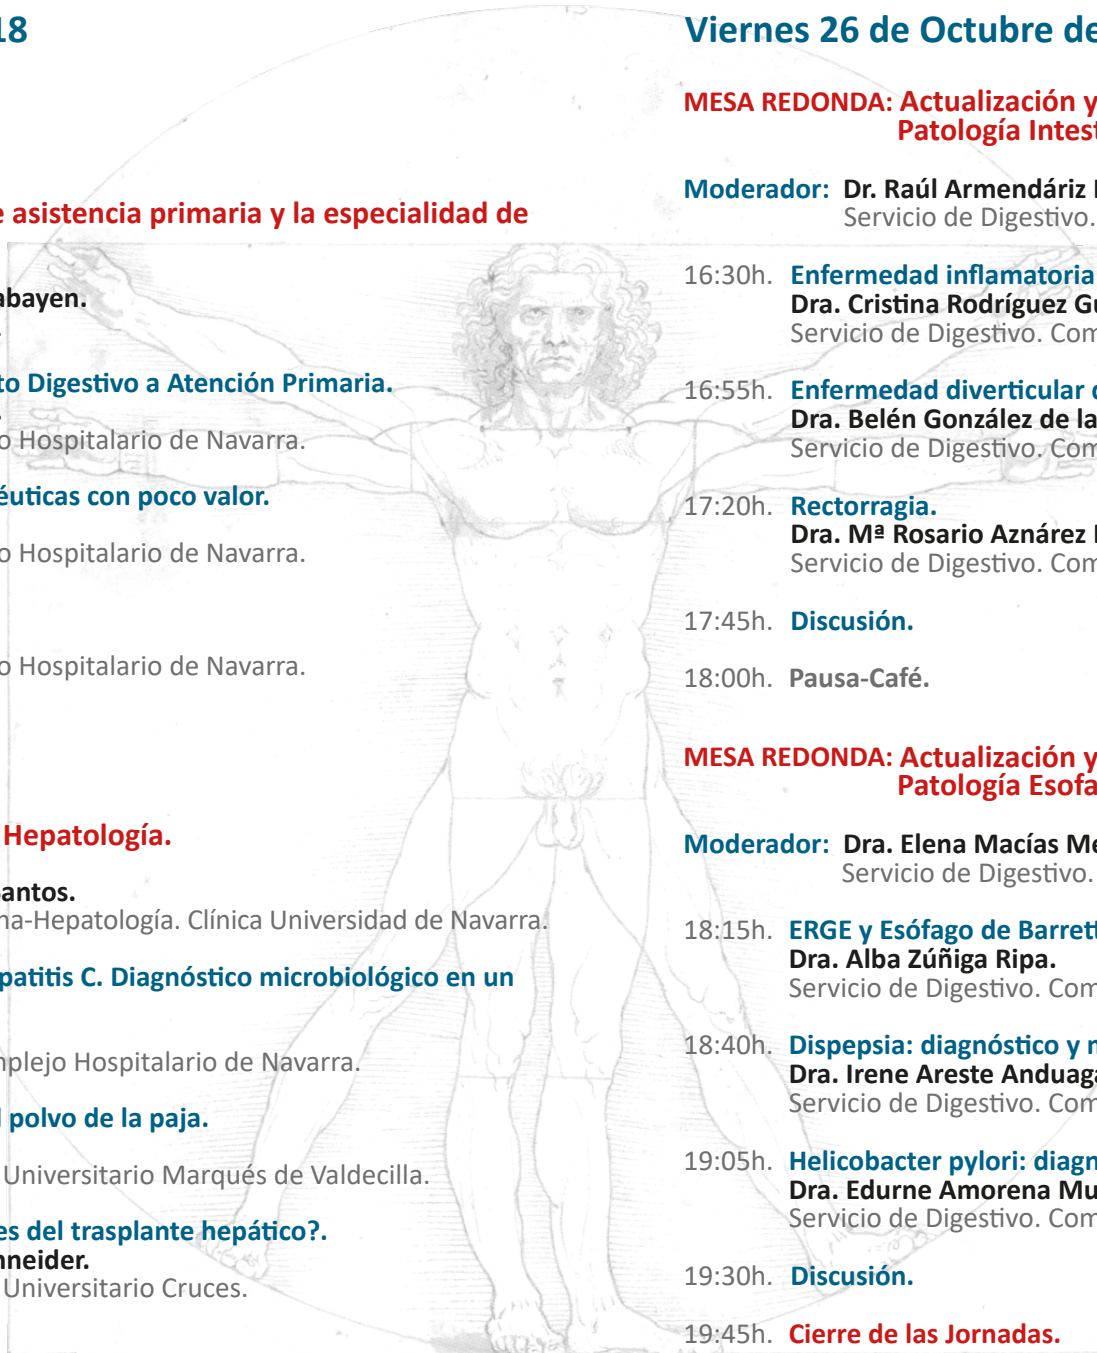 18
e asistencia primaria y la especialidad de
abayen.
to Digestivo a Atención Primaria.
o Hospitalario de Navarra.
éuticas con poco valor.
o Hospitalario de Navarra.
o Hospitalario de Navarra.
Hepatología.
antos.
na-Hepatología. Clínica Universidad de Navarra.
patitis C. Diagnóstico microbiológico en un
mplejo Hospitalario de Navarra.
l polvo de la paja.
Universitario Marqués de Valdecilla.
es del trasplante hepático?.
hneider.
Universitario Cruces.
Viernes 26 de Octubre de
MESA REDONDA: Actualización y
Patología Intest
Moderador: Dr. Raúl Armendáriz
Servicio de Digestivo.
16:30h. Enfermedad inflamatoria
Dra. Cristina Rodríguez Gu
Servicio de Digestivo. Com
16:55h. Enfermedad diverticular
Dra. Belén González de la
Servicio de Digestivo. Com
17:20h. Rectorragia.
Dra. Mª Rosario Aznárez
Servicio de Digestivo. Com
17:45h. Discusión.
18:00h. Pausa-Café.
MESA REDONDA: Actualización y
Patología Esofa
Moderador: Dra. Elena Macías Me
Servicio de Digestivo.
18:15h. ERGE y Esófago de Barrett
Dra. Alba Zúñiga Ripa.
Servicio de Digestivo. Com
18:40h. Dispepsia: diagnóstico y
Dra. Irene Areste Anduaga
Servicio de Digestivo. Com
19:05h. Helicobacter pylori: diagn
Dra. Edurne Amorena Mu
Servicio de Digestivo. Com
19:30h. Discusión.
19:45h. Cierre de las Jornadas.